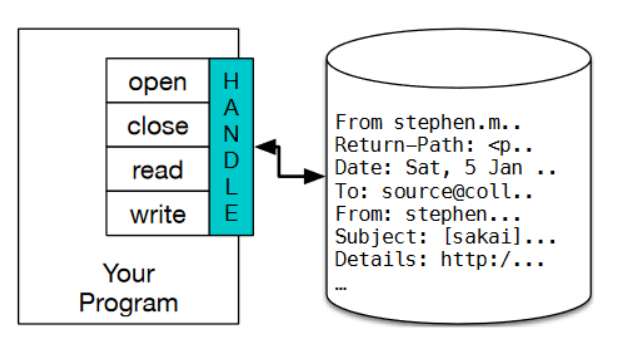 open
close
read
write
HANDLE
Your
Program
From stephen.m..
Return-Path: <p..
Date: Sat, 5 Jan ..
To: source@coll..
From: stephen...
Subject: [sakai]...
Details: http:/...
…